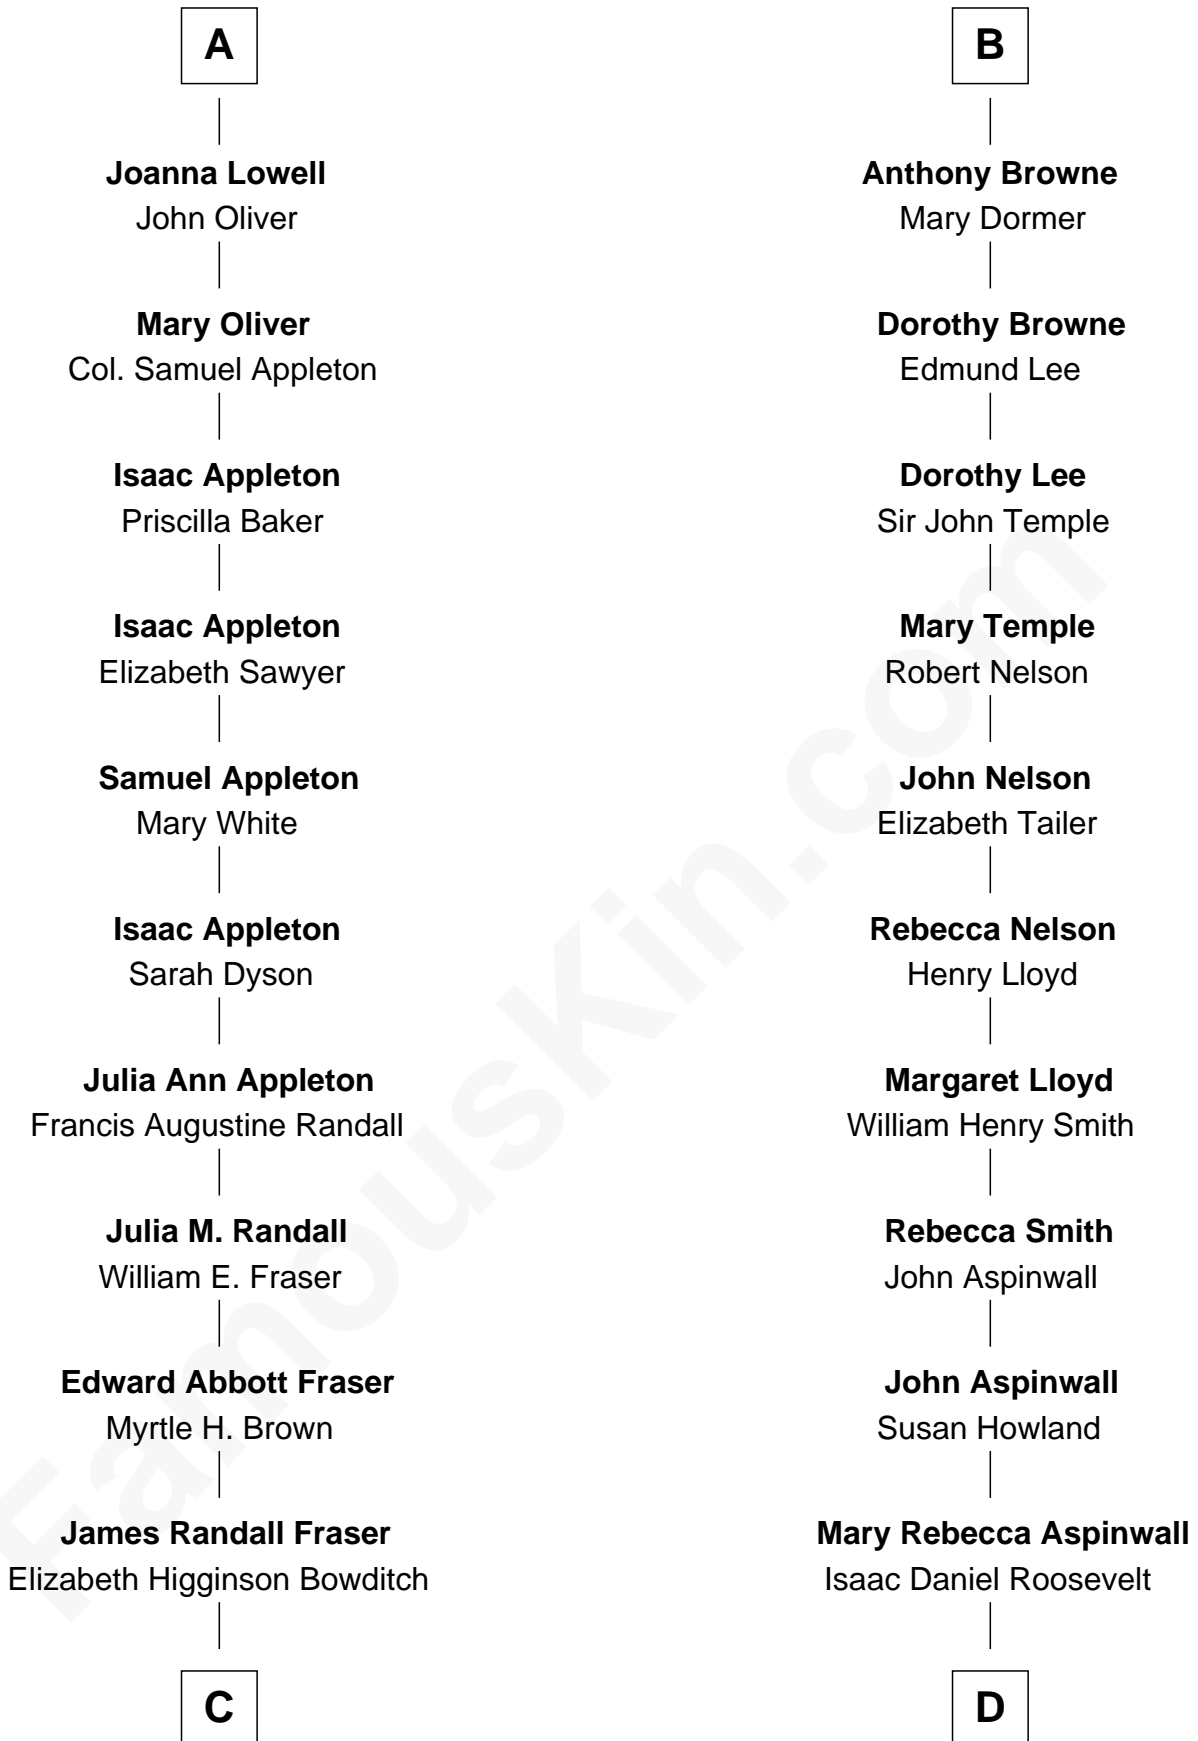 A
Joanna Lowell
John Oliver
Mary Oliver
Col. Samuel Appleton
Isaac Appleton
Priscilla Baker
Isaac Appleton
Elizabeth Sawyer
Samuel Appleton
Mary White
Isaac Appleton
Sarah Dyson
Julia Ann Appleton
Francis Augustine Randall
Julia M. Randall
William E. Fraser
Edward Abbott Fraser
Myrtle H. Brown
James Randall Fraser
Elizabeth Higginson Bowditch
C
B
Anthony Browne
Mary Dormer
Dorothy Browne
Edmund Lee
Dorothy Lee
Sir John Temple
Mary Temple
Robert Nelson
John Nelson
Elizabeth Tailer
Rebecca Nelson
Henry Lloyd
Margaret Lloyd
William Henry Smith
Rebecca Smith
John Aspinwall
John Aspinwall
Susan Howland
Mary Rebecca Aspinwall
Isaac Daniel Roosevelt
D
FamousKin.com